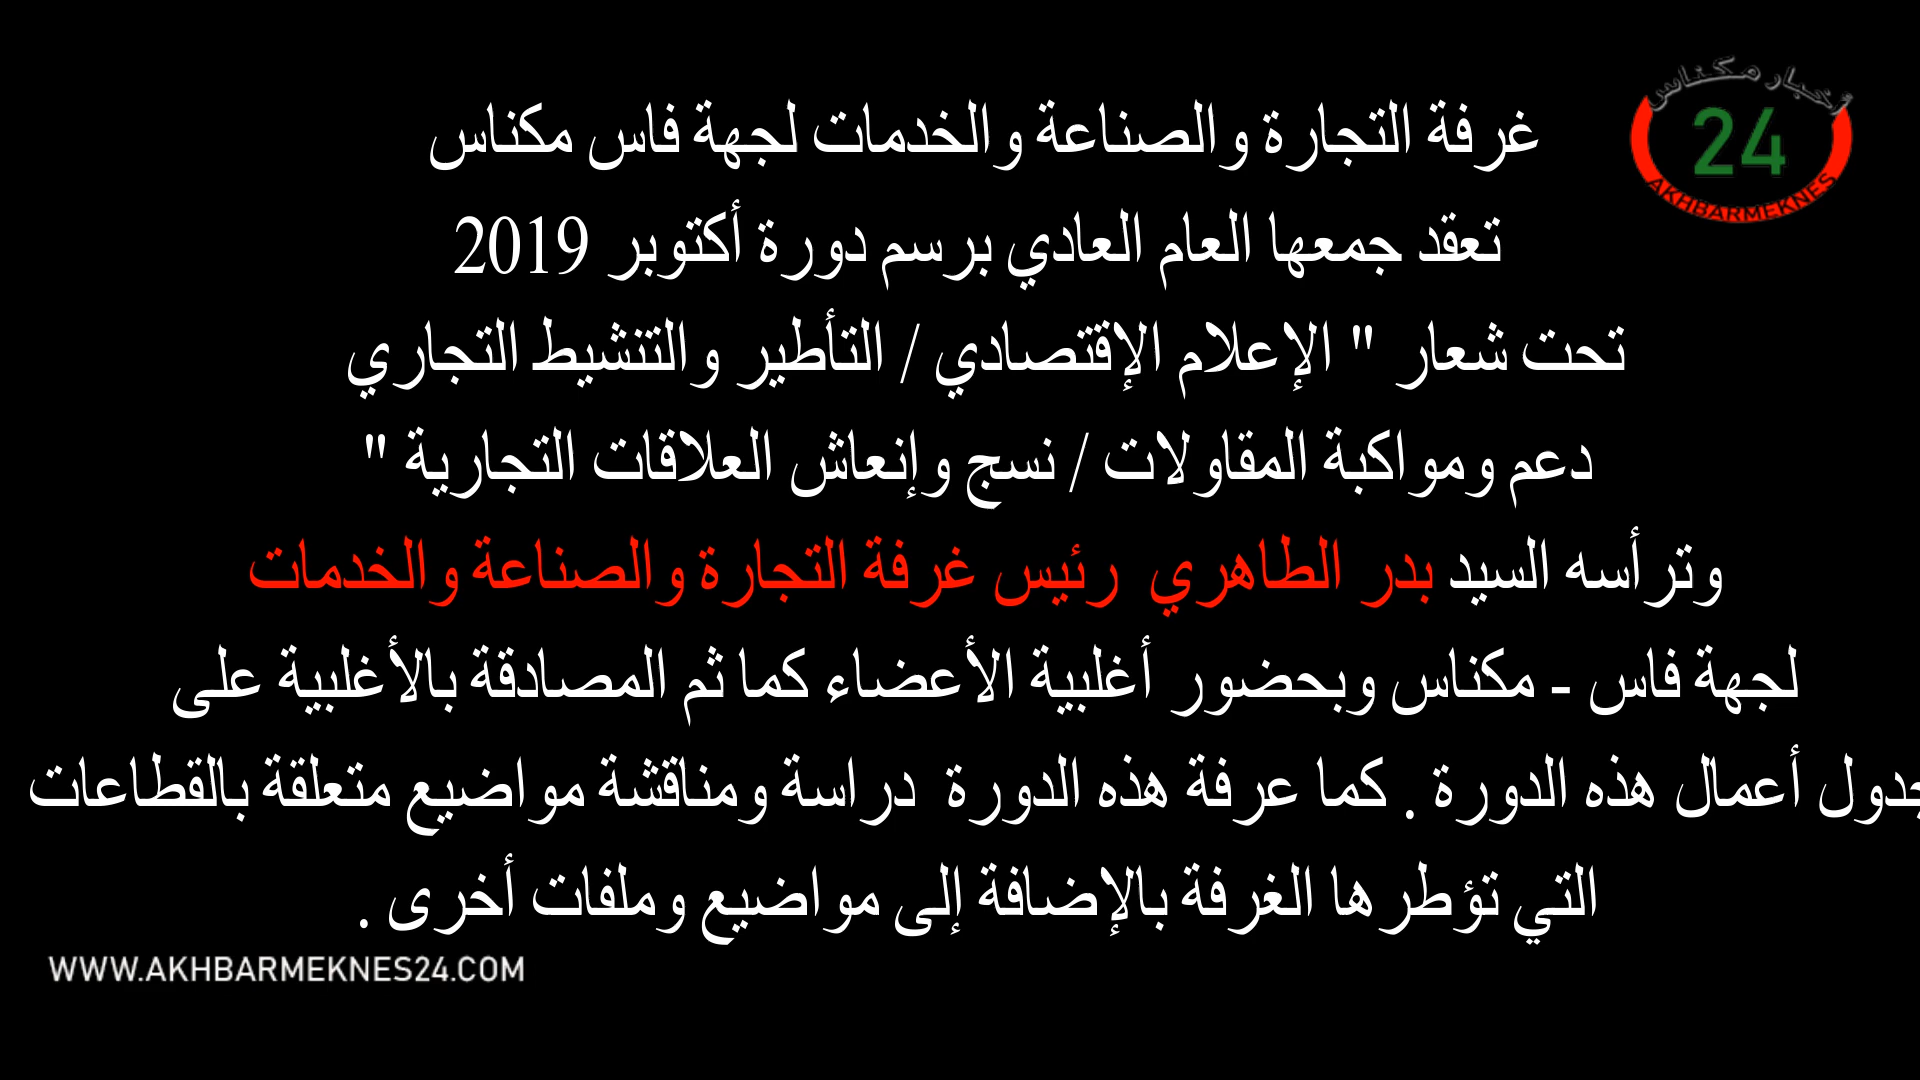 أخبار مكناس
24
AKHBARMEKNES
غرفة التجارة والصناعة والخدمات لجهة فاس مكناس
تعقد جمعها العام العادي برسم دورة أكتوبر 2019
تحت شعار " الإعلام الإقتصادي / التأطير والتنشيط التجاري
دعم ومواكبة المقاولات / نسج وإنعاش العلاقات التجارية "
وترأسه السيد بدر الطاهري رئيس غرفة التجارة والصناعة والخدمات
لجهة فاس - مكناس وبحضور أغلبية الأعضاء كما ثم المصادقة بالأغلبية على
جدول أعمال هذه الدورة . كما عرفة هذه الدورة دراسة ومناقشة مواضيع متعلقة بالقطاعات
التي تؤطرها الغرفة بالإضافة إلى مواضيع وملفات أخرى .
WWW.AKHBARMEKNES24.COM